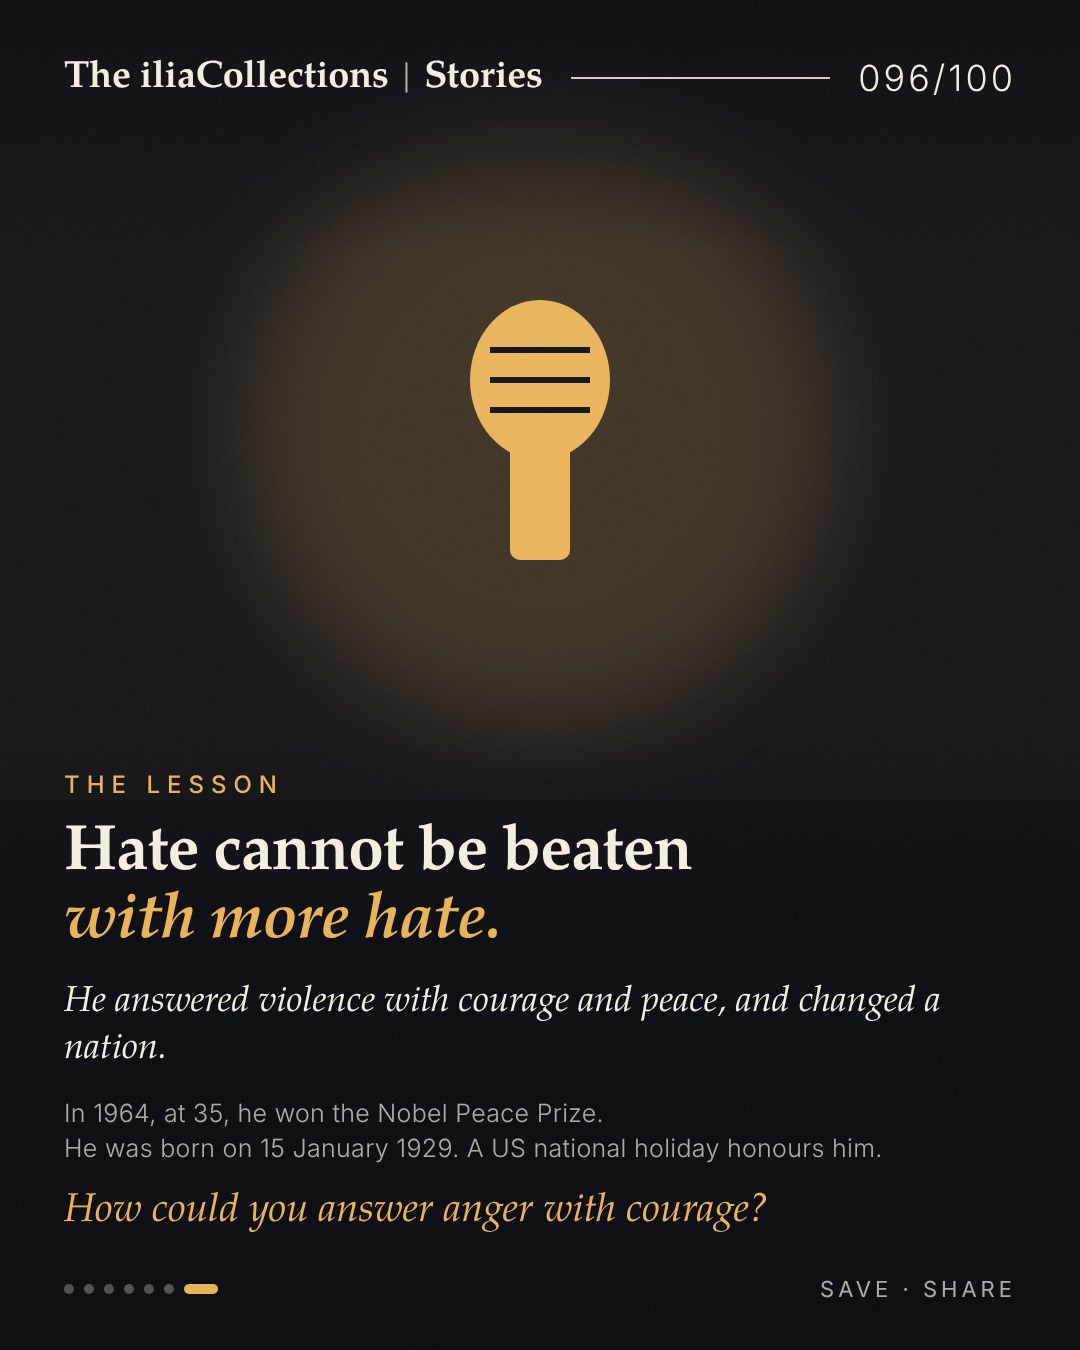 The iliaCollections | Stories 096/100
THE LESSON
Hate cannot be beaten
with more hate.
He answered violence with courage and peace, and changed a
nation.
In 1964, at 35, he won the Nobel Peace Prize.
He was born on 15 January 1929. A US national holiday honours him.
How could you answer anger with courage?
SAVE · SHARE